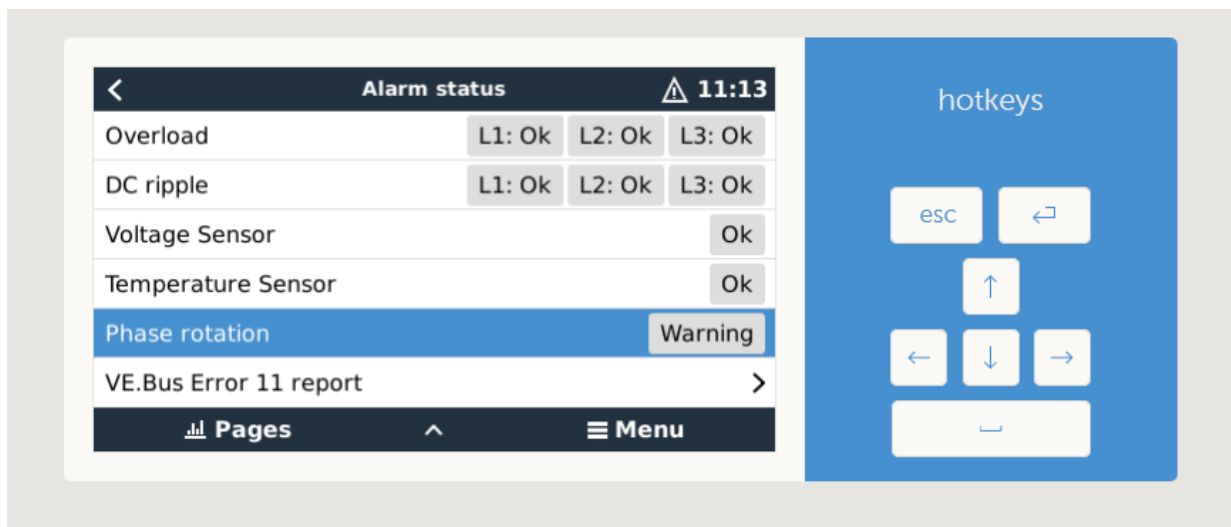 Alarm status 11:13
hotkeys
Overload L1: Ok L2: Ok L3: Ok
DC ripple L1: Ok L2: Ok L3: Ok
esc
Voltage Sensor Ok
Temperature Sensor Ok
Phase rotation Warning
VE.Bus Error 11 report
Pages Menu